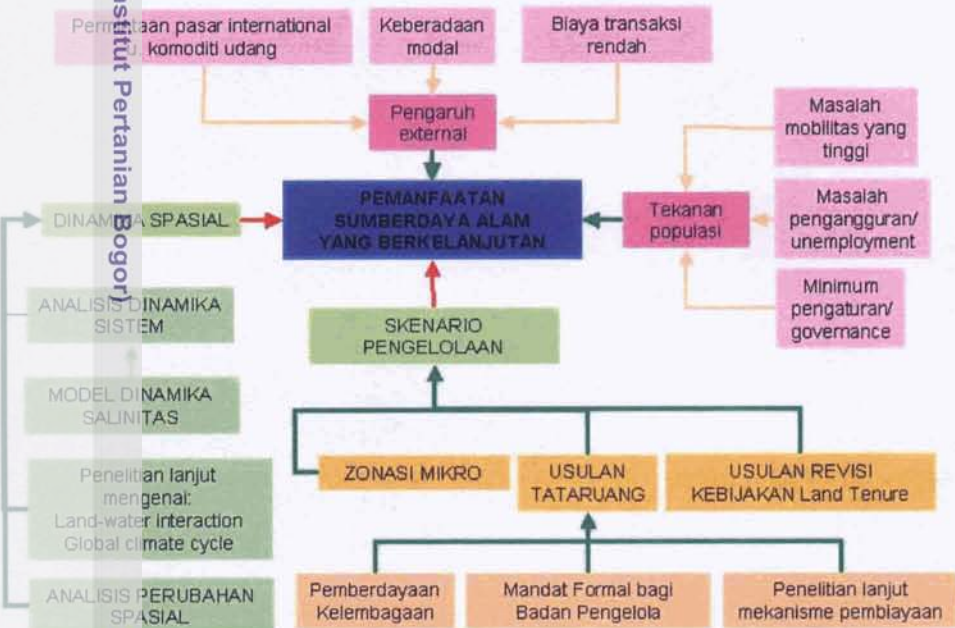 Permintaan pasar international
u. komoditi udang
Keberadaan
modal
Biaya transaksi
rendah
Pengaruh
external
Masalah
mobilitas yang
tinggi
DINAMIKA SPASIAL
PEMANFAATAN
SUMBERDAYA ALAM
YANG BERKELANJUTAN
Tekanan
populasi
Masalah
pengangguran/
unemployment
Minimum
pengaturan/
governance
ANALISIS DINAMIKA
SISTEM
SKENARIO
PENGELOLAAN
MODEL DINAMIKA
SALINITAS
Penelitian lanjut
mengenai:
Land-water interaction
Global climate cycle
ZONASI MIKRO
USULAN
TATARUANG
USULAN REVISI
KEBIJAKAN Land Tenure
ANALISIS PERUBAHAN
SPASIAL
Pemberdayaan
Kelembagaan
Mandat Formal bagi
Badan Pengelola
Penelitian lanjut
mekanisme pembiayaan
stitut Pertanian Bogor)